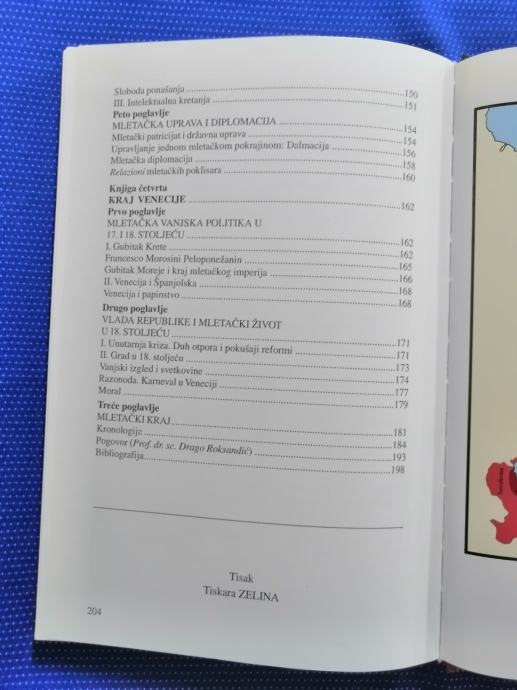 Sloboda ponašanja ........ 150
III. Intelektualna kretanja ........ 151
Peto poglavlje
MLETAČKA UPRAVA I DIPLOMACIJA ........ 154
Mletački patricijat i državna uprava ........ 154
Upravljanje jednom mletačkom pokrajinom: Dalmacija ........ 156
Mletačka diplomacija ........ 158
Relazioni mletačkih poklisara ........ 160
Knjiga četvrta
KRAJ VENECIJE ........ 162
Prvo poglavlje
MLETAČKA VANJSKA POLITIKA U
17. I 18. STOLJEĆU ........ 162
I. Gubitak Krete ........ 162
Francesco Morosini Peloponežanin ........ 165
Gubitak Moreje i kraj mletačkog imperija ........ 166
II. Venecija i Španjolska ........ 168
Venecija i papinstvo ........ 168
Drugo poglavlje
VLADA REPUBLIKE I MLETAČKI ŽIVOT
U 18. STOLJEĆU ........ 171
I. Unutarnja kriza. Duh otpora i pokušaji reformi ........ 171
II. Grad u 18. stoljeću ........ 173
Vanjski izgled i svetkovine ........ 174
Razonoda. Karneval u Veneciji ........ 177
Moral ........ 179
Treće poglavlje
MLETAČKI KRAJ ........ 181
Kronologija ........ 184
Pogovor (Prof. dr. sc. Drago Roksandić) ........ 193
Bibliografija ........ 198
Tisak
Tiskara ZELINA
204